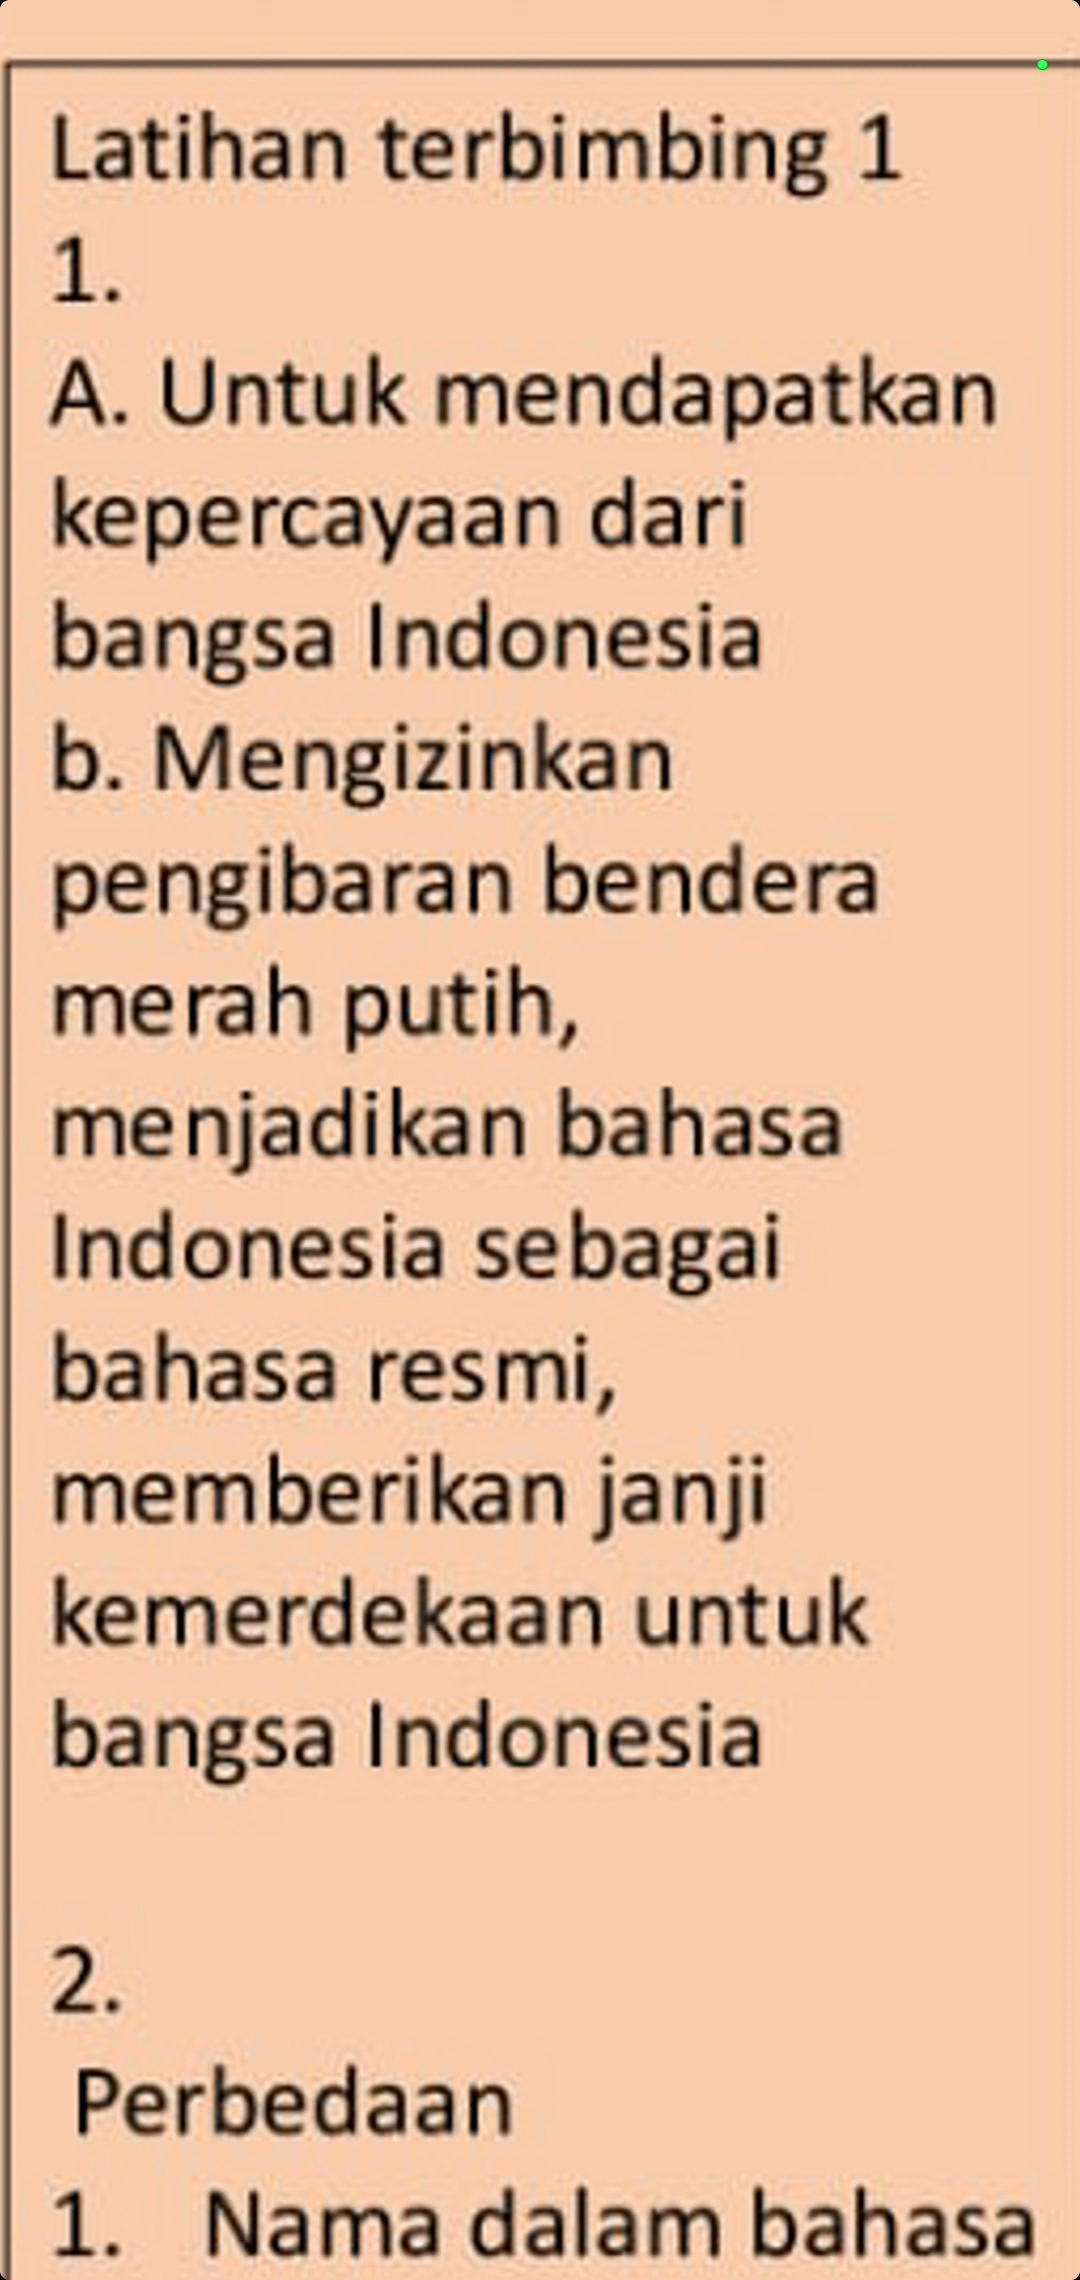 Latihan terbimbing 1
1.
A. Untuk mendapatkan
kepercayaan dari
bangsa Indonesia
b. Mengizinkan
pengibaran bendera
merah putih,
menjadikan bahasa
Indonesia sebagai
bahasa resmi,
memberikan janji
kemerdekaan untuk
bangsa Indonesia
2.
Perbedaan
1. Nama dalam bahasa